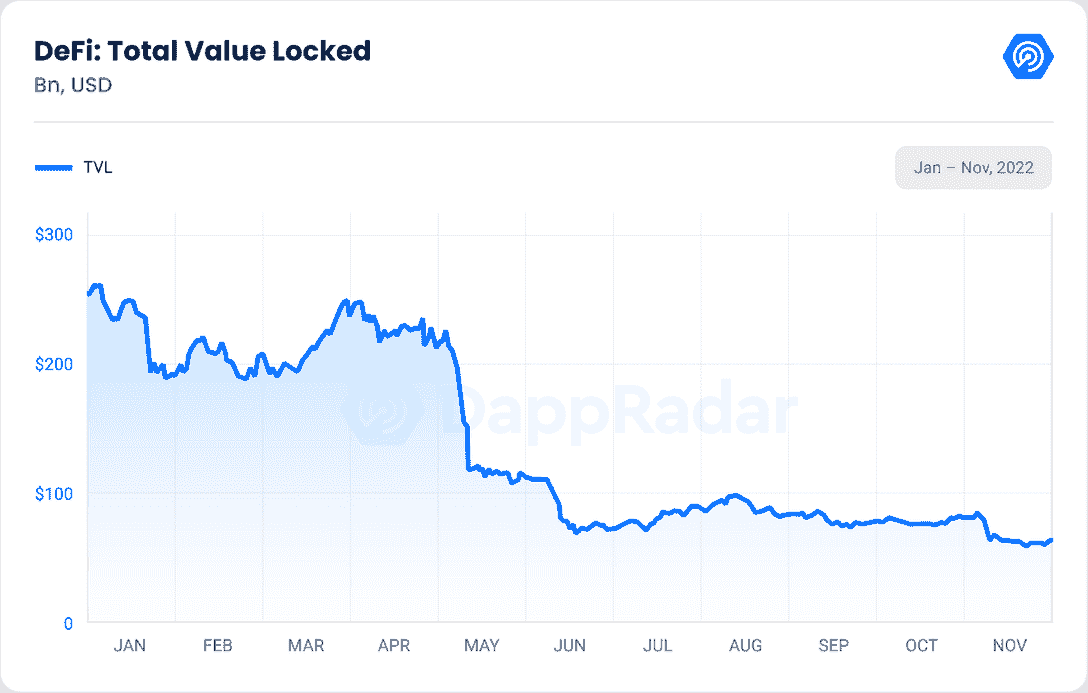 DeFi: Total Value Locked
Bn, USD
TVL
Jan – Nov, 2022
$300
$200
$100
0
DappRadar
JAN FEB MAR APR MAY JUN JUL AUG SEP OCT NOV